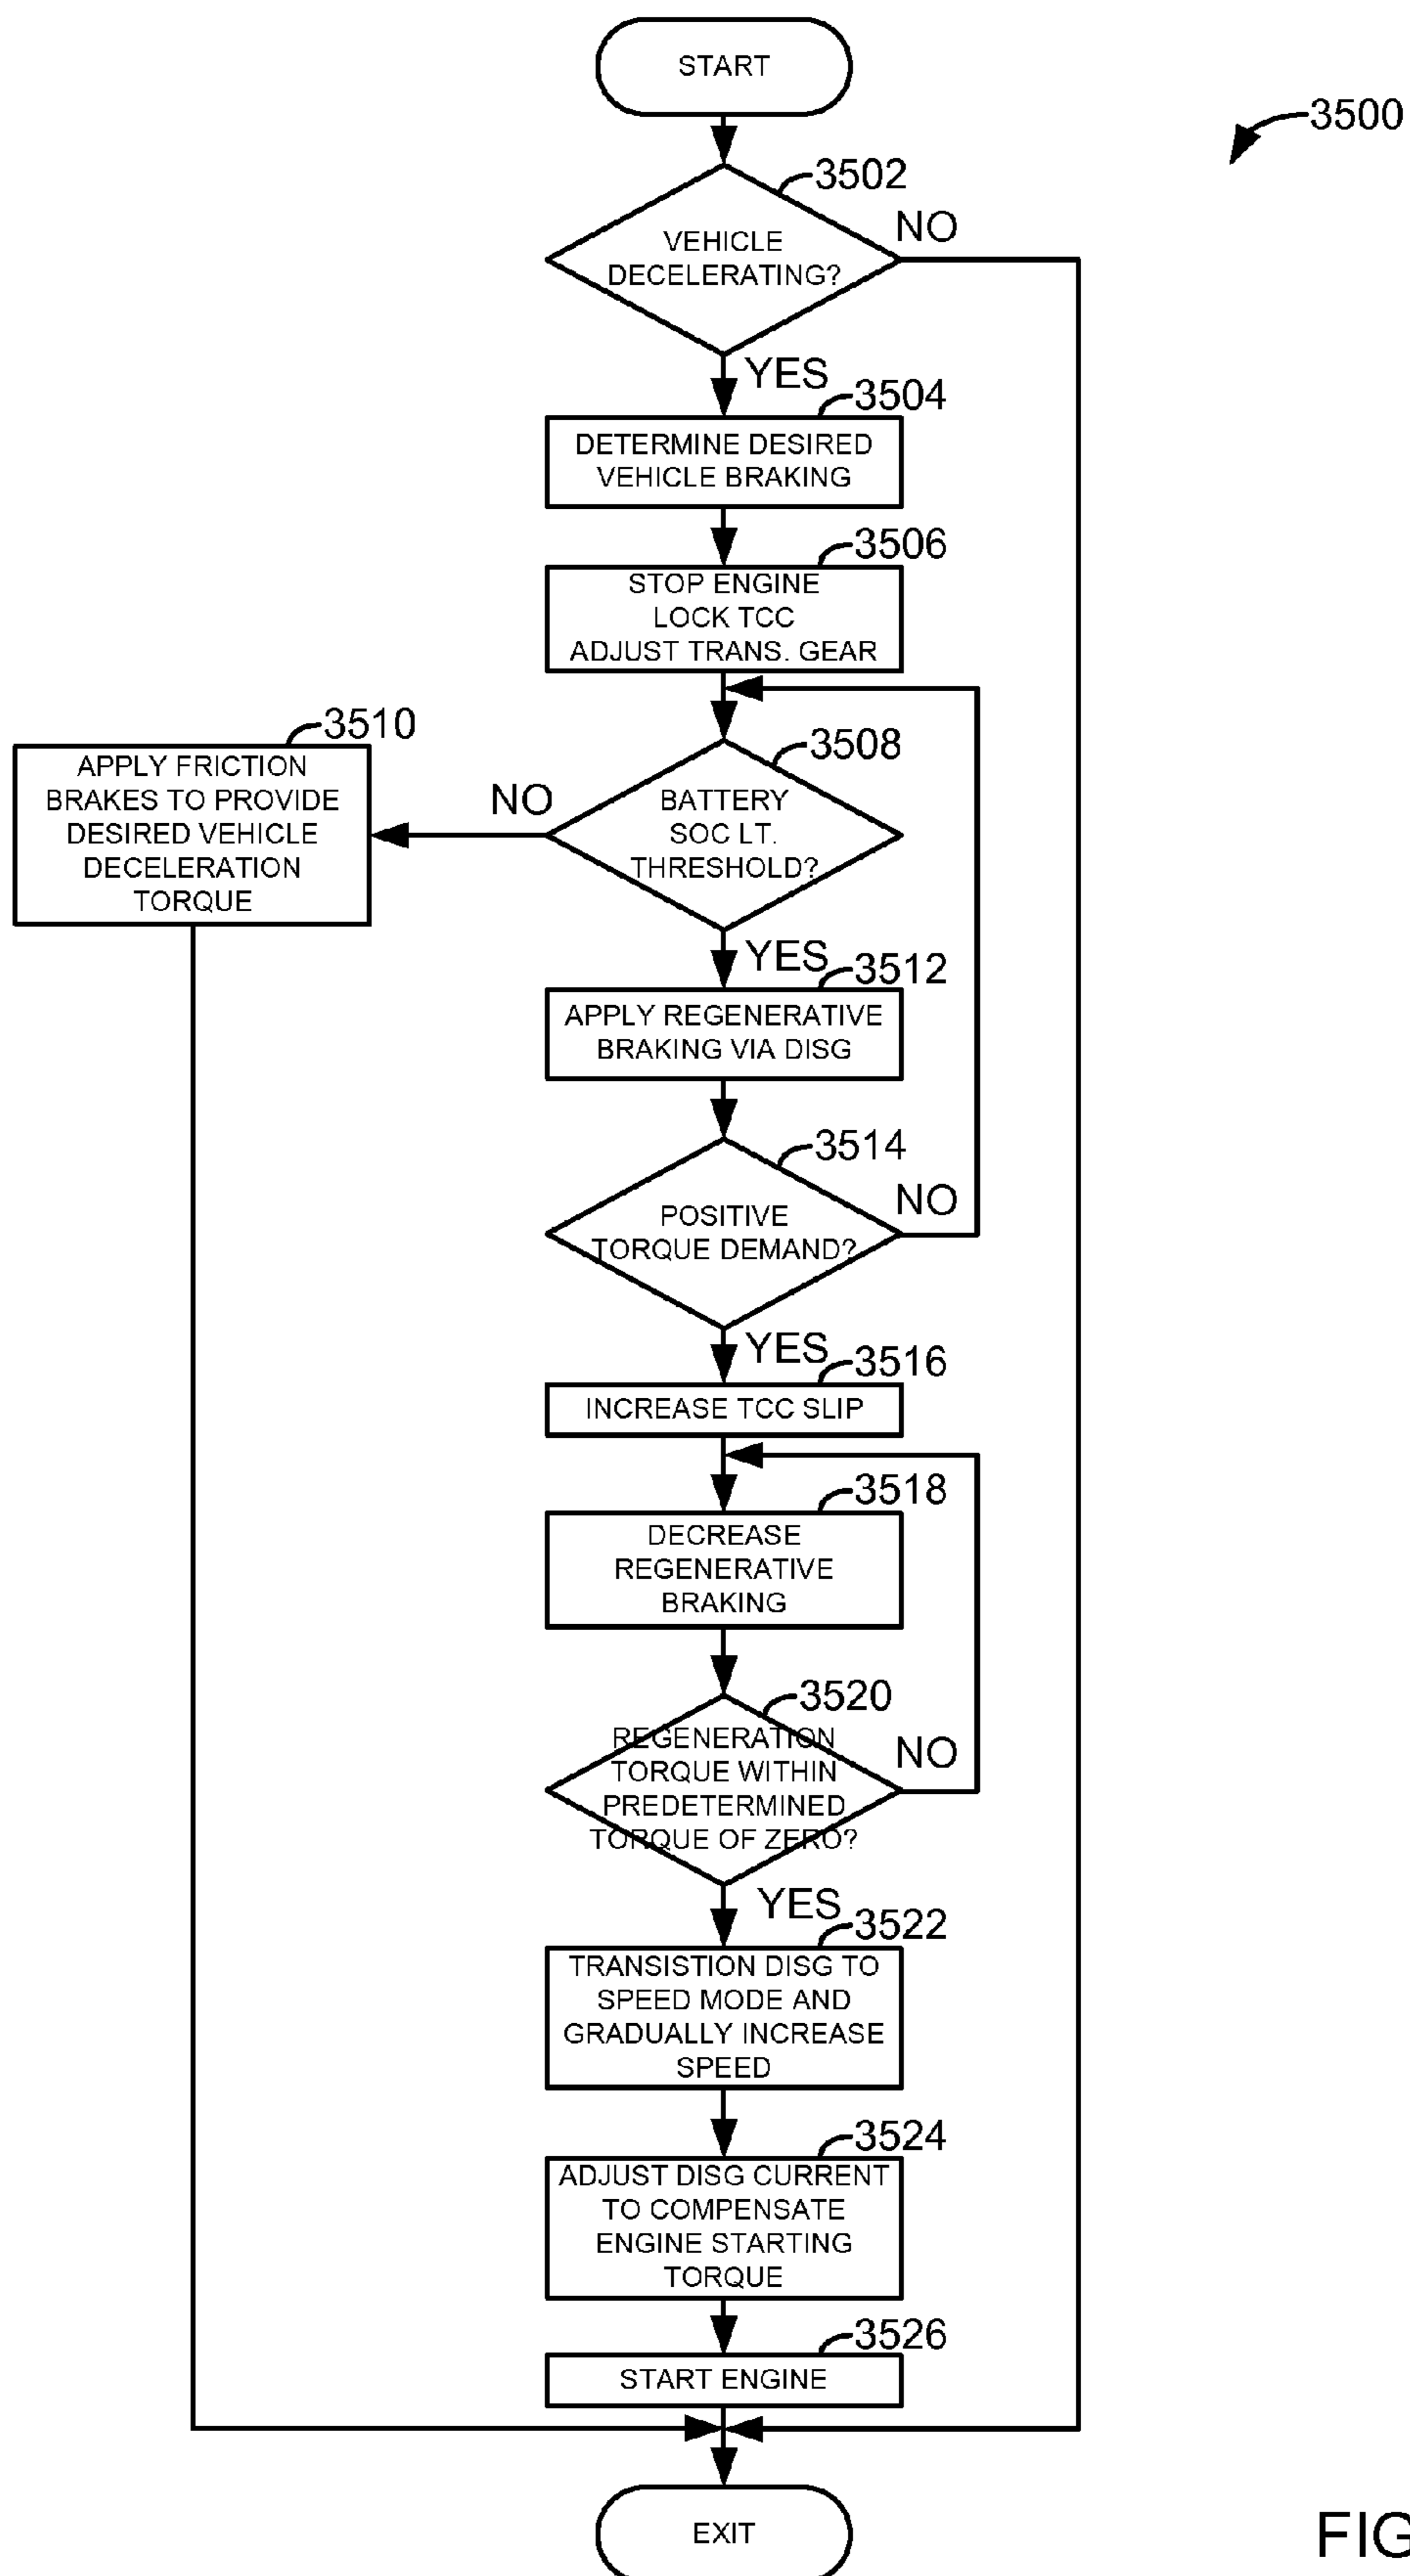 START
3500
3502
VEHICLE
DECELERATING?
NO
YES
3504
DETERMINE DESIRED
VEHICLE BRAKING
3506
STOP ENGINE
LOCK TCC
ADJUST TRANS. GEAR
3510
APPLY FRICTION
BRAKES TO PROVIDE
DESIRED VEHICLE
DECELERATION
TORQUE
NO
3508
BATTERY
SOC LT.
THRESHOLD?
YES
3512
APPLY REGENERATIVE
BRAKING VIA DISG
3514
POSITIVE
TORQUE DEMAND?
NO
YES
3516
INCREASE TCC SLIP
3518
DECREASE
REGENERATIVE
BRAKING
3520
REGENERATION
TORQUE WITHIN
PREDETERMINED
TORQUE OF ZERO?
NO
YES
3522
TRANSISTION DISG TO
SPEED MODE AND
GRADUALLY INCREASE
SPEED
3524
ADJUST DISG CURRENT
TO COMPENSATE
ENGINE STARTING
TORQUE
3526
START ENGINE
EXIT
FIG